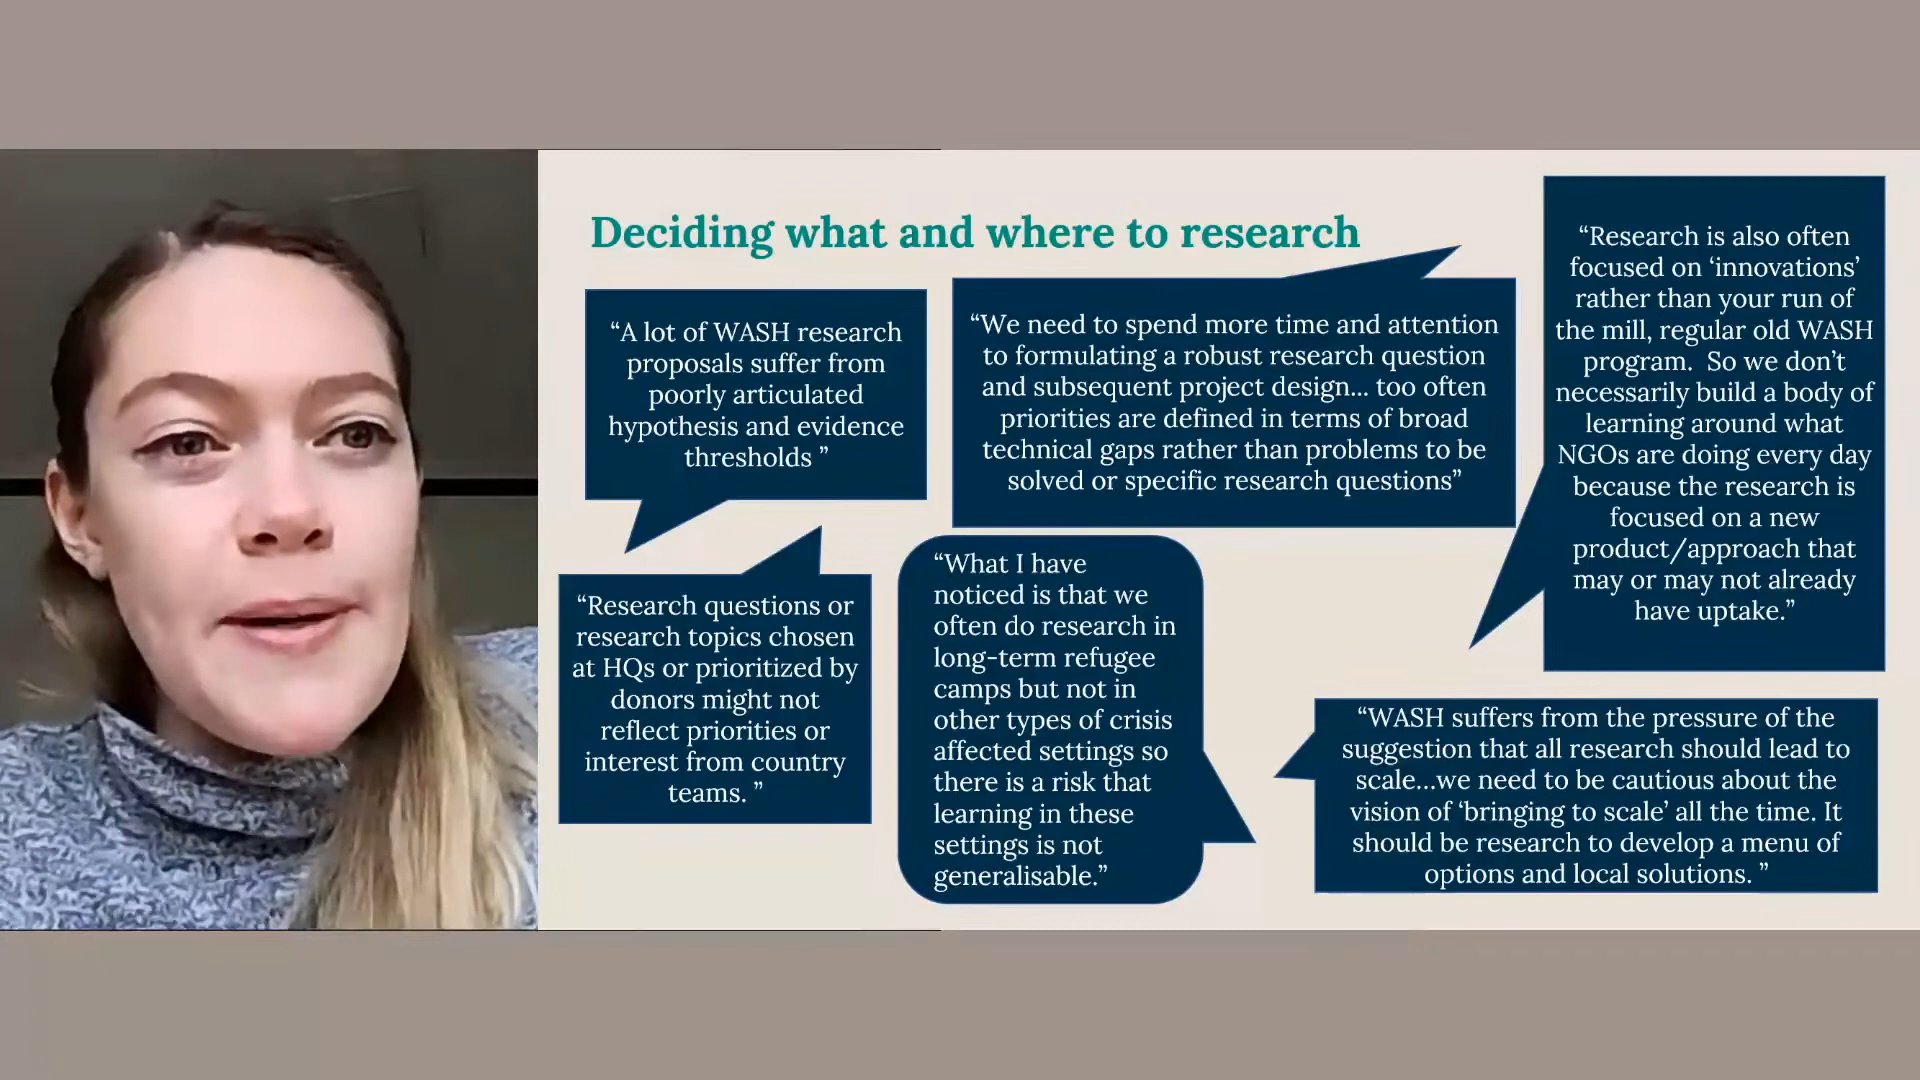 Deciding what and where to research
“A lot of WASH research
proposals suffer from
poorly articulated
hypothesis and evidence
thresholds ”
“We need to spend more time and attention
to formulating a robust research question
and subsequent project design... too often
priorities are defined in terms of broad
technical gaps rather than problems to be
solved or specific research questions”
“Research is also often
focused on ‘innovations’
rather than your run of
the mill, regular old WASH
program.  So we don’t
necessarily build a body of
learning around what
NGOs are doing every day
because the research is
focused on a new
product/approach that
may or may not already
have uptake.”
“Research questions or
research topics chosen
at HQs or prioritized by
donors might not
reflect priorities or
interest from country
teams. ”
“What I have
noticed is that we
often do research in
long-term refugee
camps but not in
other types of crisis
affected settings so
there is a risk that
learning in these
settings is not
generalisable.”
“WASH suffers from the pressure of the
suggestion that all research should lead to
scale...we need to be cautious about the
vision of ‘bringing to scale’ all the time. It
should be research to develop a menu of
options and local solutions. ”